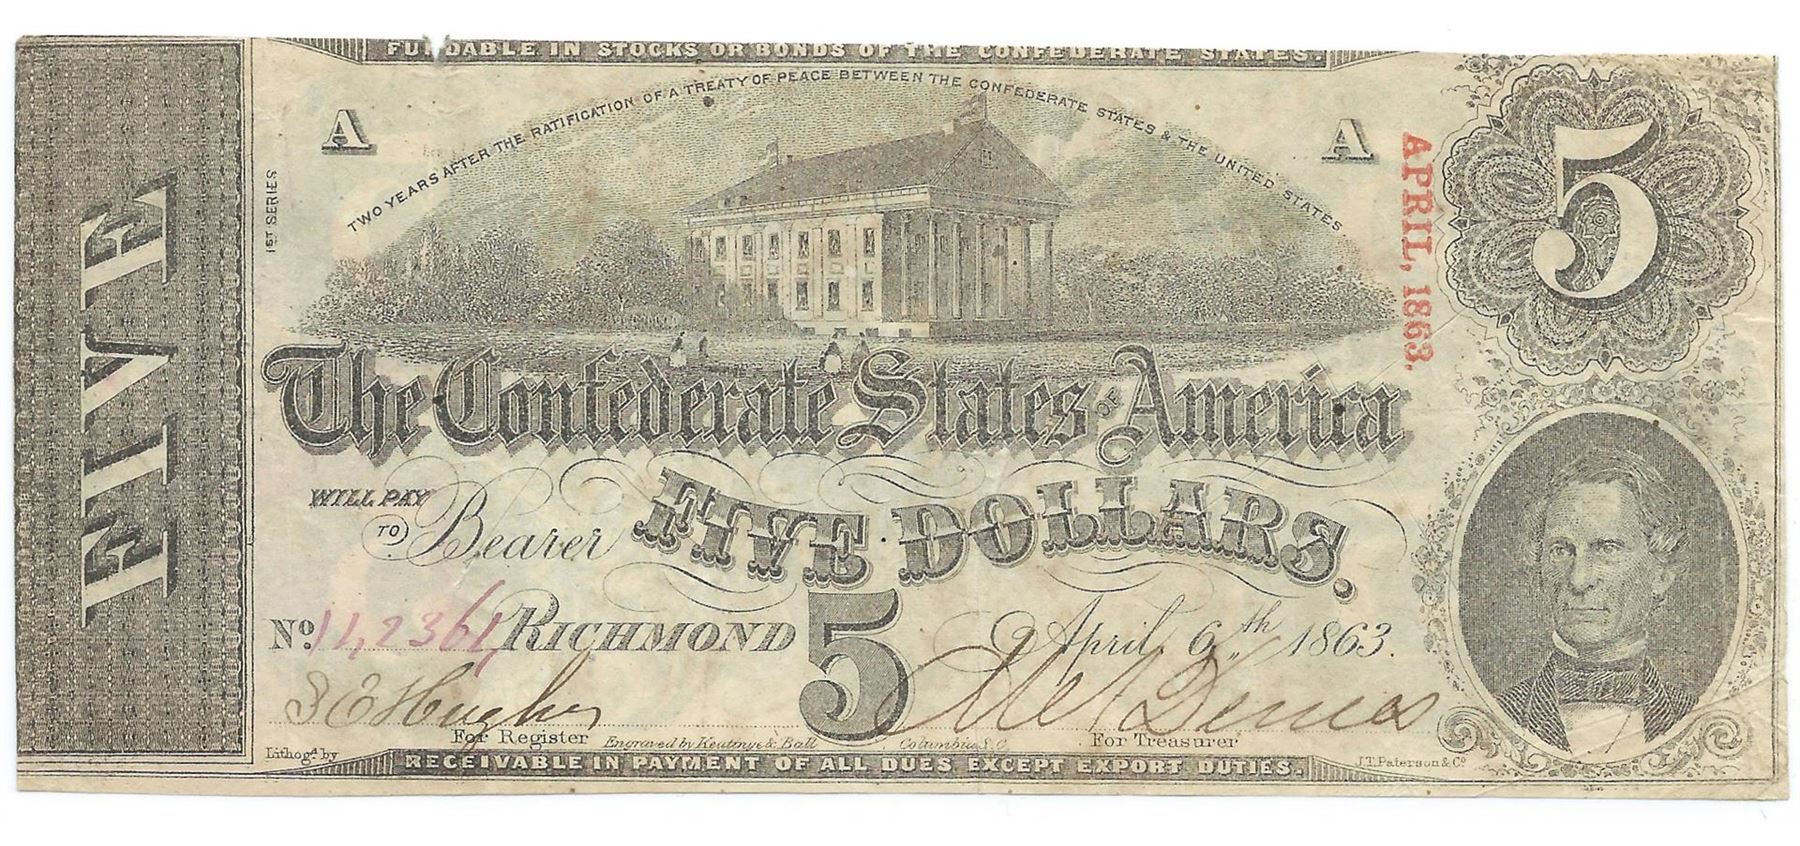 FUNDABLE IN STOCKS OR BONDS OF THE CONFEDERATE STATES.
TWO YEARS AFTER THE RATIFICATION OF A TREATY OF PEACE BETWEEN THE CONFEDERATE STATES & THE UNITED STATES
A
A
5
FIVE
1ST SERIES
APRIL, 1863.
The Confederate States OF America
WILL PAY
TO Bearer FIVE DOLLARS.
No. RICHMOND 5 April 6th 1863.
For Register
For Treasurer
Engraved by Keatinge & Ball Columbia S.C.
Lithogd by
J.T. Paterson & Co
RECEIVABLE IN PAYMENT OF ALL DUES EXCEPT EXPORT DUTIES.